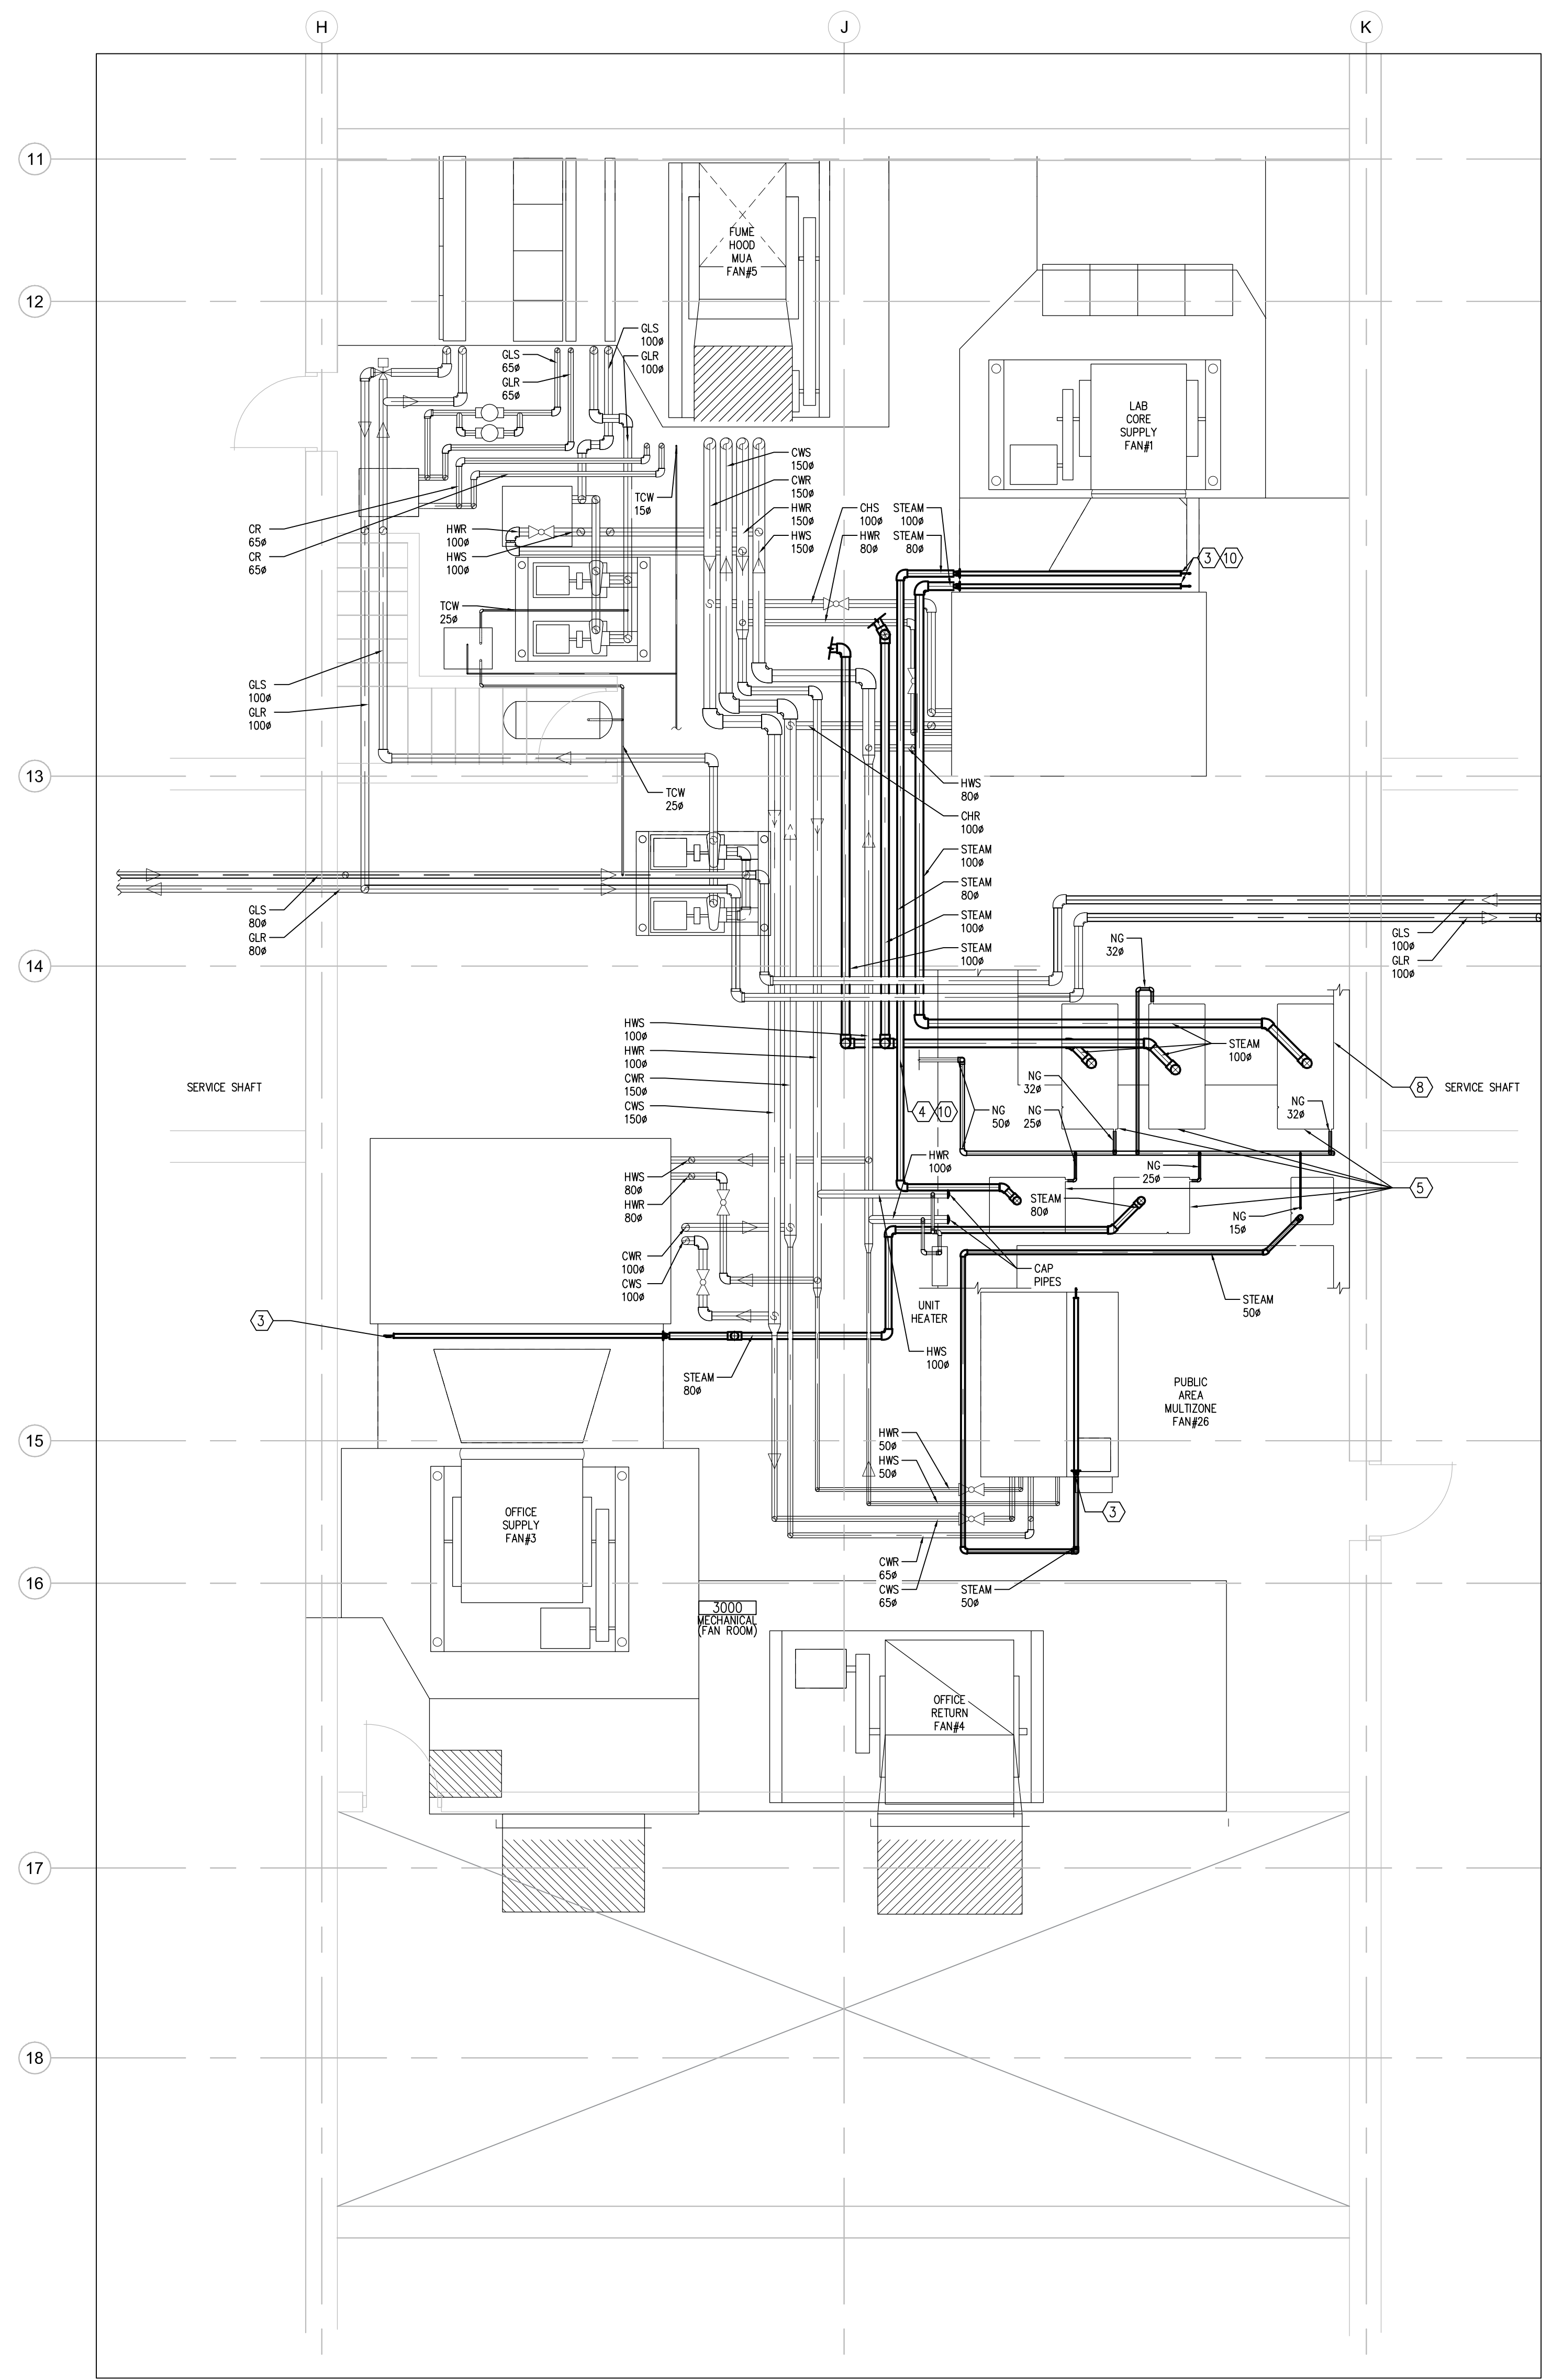 H
J
K
11
FUME
HOOD
MUA
FAN#5
12
GLS
100ø
GLS
65ø
GLR
100ø
GLR
65ø
LAB
CORE
SUPPLY
FAN#1
CWS
150ø
CWR
150ø
TCW
15ø
HWR
150ø
CHS
100ø
STEAM
100ø
CR
65ø
HWR
100ø
HWS
150ø
HWR
80ø
STEAM
80ø
CR
65ø
HWS
100ø
3
10
TCW
25ø
GLS
100ø
GLR
100ø
13
TCW
25ø
HWS
80ø
CHR
100ø
STEAM
100ø
STEAM
80ø
STEAM
100ø
STEAM
100ø
GLS
80ø
GLR
80ø
NG
32ø
GLS
100ø
GLR
100ø
14
HWS
100ø
HWR
100ø
CWR
150ø
CWS
150ø
STEAM
100ø
SERVICE SHAFT
NG
32ø
8
SERVICE SHAFT
4
10
NG
50ø
NG
25ø
NG
32ø
HWR
100ø
NG
25ø
HWS
80ø
HWR
80ø
STEAM
80ø
5
NG
15ø
CWR
100ø
CWS
100ø
CAP
PIPES
UNIT
HEATER
STEAM
50ø
3
HWS
100ø
STEAM
80ø
PUBLIC
AREA
MULTIZONE
FAN#26
15
HWR
50ø
HWS
50ø
OFFICE
SUPPLY
FAN#3
3
CWR
65ø
CWS
65ø
STEAM
50ø
16
3000
MECHANICAL
(FAN ROOM)
OFFICE
RETURN
FAN#4
17
18